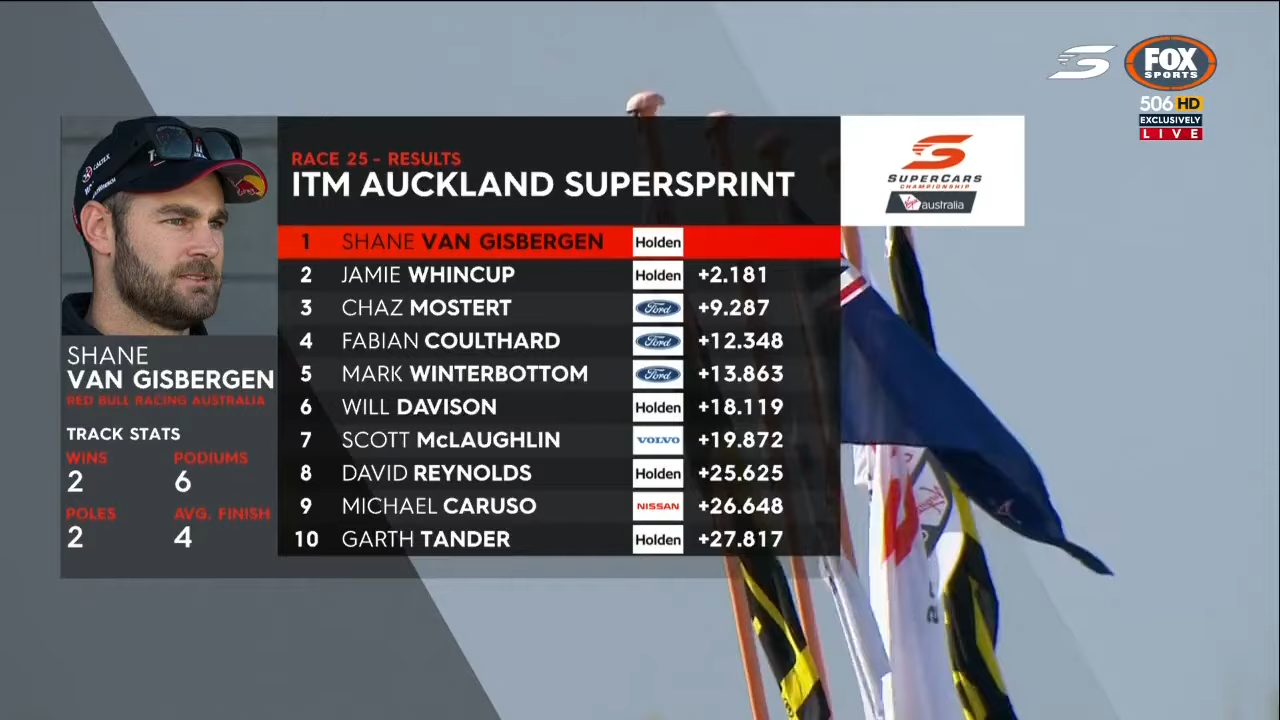 FOX
SPORTS
506 HD
EXCLUSIVELY
LIVE
RACE 25 - RESULTS
ITM AUCKLAND SUPERSPRINT
SUPERCARS
CHAMPIONSHIP
Virgin australia
1 SHANE VAN GISBERGEN Holden
2 JAMIE WHINCUP Holden +2.181
3 CHAZ MOSTERT Ford +9.287
4 FABIAN COULTHARD Ford +12.348
5 MARK WINTERBOTTOM Ford +13.863
6 WILL DAVISON Holden +18.119
7 SCOTT McLAUGHLIN VOLVO +19.872
8 DAVID REYNOLDS Holden +25.625
9 MICHAEL CARUSO NISSAN +26.648
10 GARTH TANDER Holden +27.817
SHANE
VAN GISBERGEN
RED BULL RACING AUSTRALIA
TRACK STATS
WINS PODIUMS
2 6
POLES AVG. FINISH
2 4